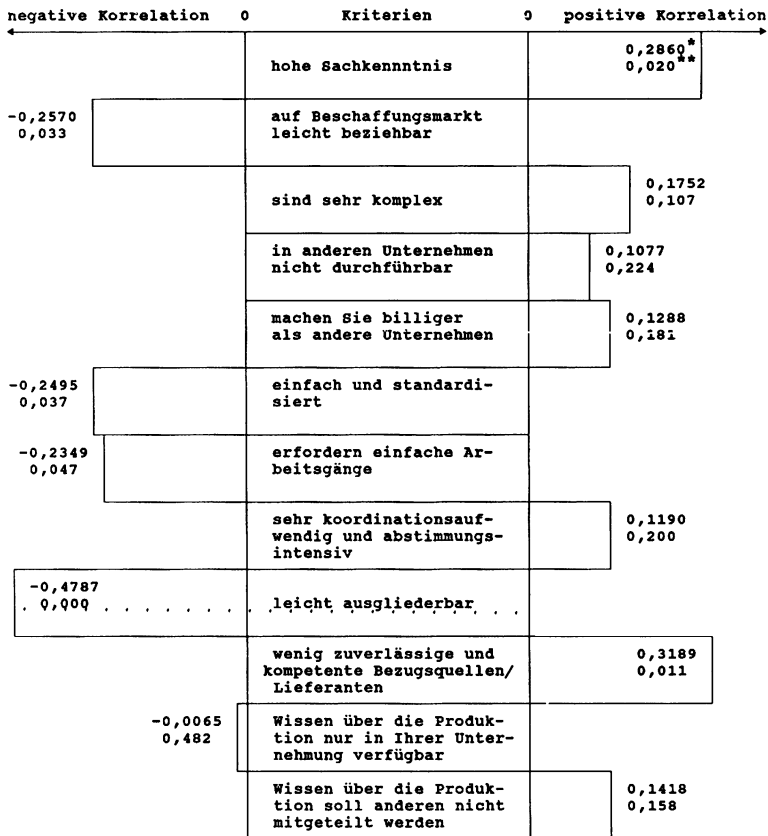 negative Korrelation 0 Kriterien 0 positive Korrelation
0,2860*
hohe Sachkennntnis 0,020**
-0,2570 auf Beschaffungsmarkt
0,033 leicht beziehbar
0,1752
sind sehr komplex 0,107
in anderen Unternehmen 0,1077
nicht durchführbar 0,224
machen Sie billiger 0,1288
als andere Unternehmen 0,181
-0,2495 einfach und standardi-
0,037 siert
-0,2349 erfordern einfache Ar-
0,047 beitsgänge
sehr koordinationsauf- 0,1190
wendig und abstimmungs- 0,200
intensiv
-0,4787
0,000 leicht ausgliederbar
wenig zuverlässige und 0,3189
kompetente Bezugsquellen/ 0,011
Lieferanten
-0,0065 Wissen über die Produk-
0,482 tion nur in Ihrer Unter-
nehmung verfügbar
Wissen über die Produk- 0,1418
tion soll anderen nicht 0,158
mitgeteilt werden